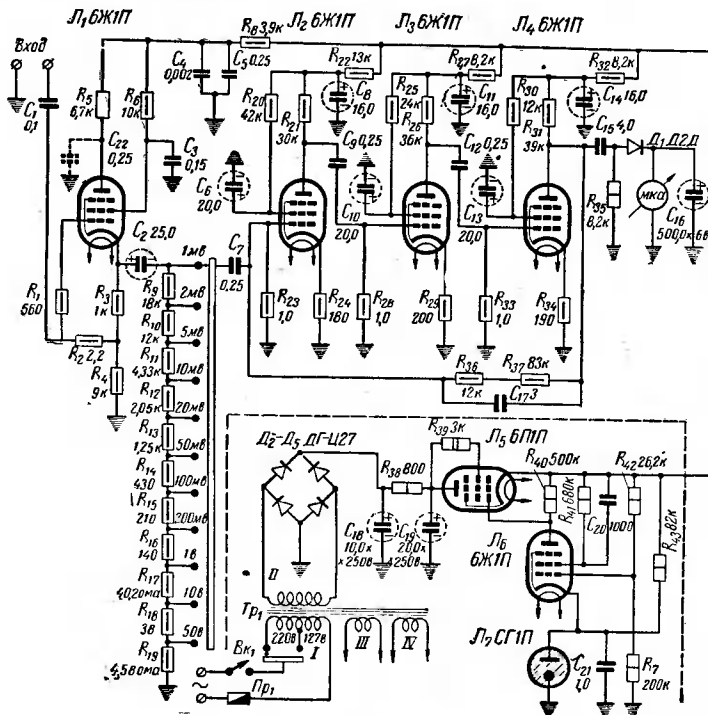 Вход
Л₁ 6Ж1П
R₈ 3,9к
Л₂ 6Ж1П
Л₃ 6Ж1П
Л₄ 6Ж1П
C₁
0,1
R₅
6,7к
R₆
10к
C₄
0,002
C₅ 0,25
C₂₂
0,25
C₃
0,15
R₂₂ 13к
R₂₀
42к
R₂₁
30к
C₈
16,0
C₉ 0,25
C₆
20,0
R₂₇ 8,2к
R₂₅
24к
R₂₆
36к
C₁₁
16,0
C₁₂ 0,25
C₁₀
20,0
R₃₂ 8,2к
R₃₀
12к
R₃₁
39к
C₁₄ 16,0
C₁₃
20,0
C₁₅ 4,0
Д₁ Д2Д
R₃₅
8,2к
мка
C₁₆
500,0×6в
R₁
560
R₂ 2,2
R₃
1к
R₄
9к
C₂ 25,0
C₇
0,25
R₂₃
1,0
R₂₄
160
R₂₈
1,0
R₂₉
200
R₃₃
1,0
R₃₄
190
R₃₆
12к
R₃₇ 83к
C₁₇ 3
1мв
R₉
18к
2мв
R₁₀
12к
5мв
R₁₁
4,33к
10мв
R₁₂
2,05к
20мв
R₁₃
1,25к
50мв
R₁₄
430
100мв
R₁₅
210
300мв
R₁₆
140
1в
R₁₇
40,20ма
10в
R₁₈
3в
50в
R₁₉
4,5вома
Д₂-Д₅ ДГ-Ц27
R₃₈ 800
R₃₉ 3к
Л₅ 6П1П
R₄₀ 500к
R₄₂ 26,2к
R₄₁ 680к
C₂₀ 1000
R₄₃ 82к
C₁₈
10,0×
×250в
C₁₉
20,0×
×250в
Л₆
6Ж1П
Л₇ СГ1П
C₂₁
1,0
R₇
200к
II
Тр₁
220в
127в
I
III
IV
Вк₁
Пр₁